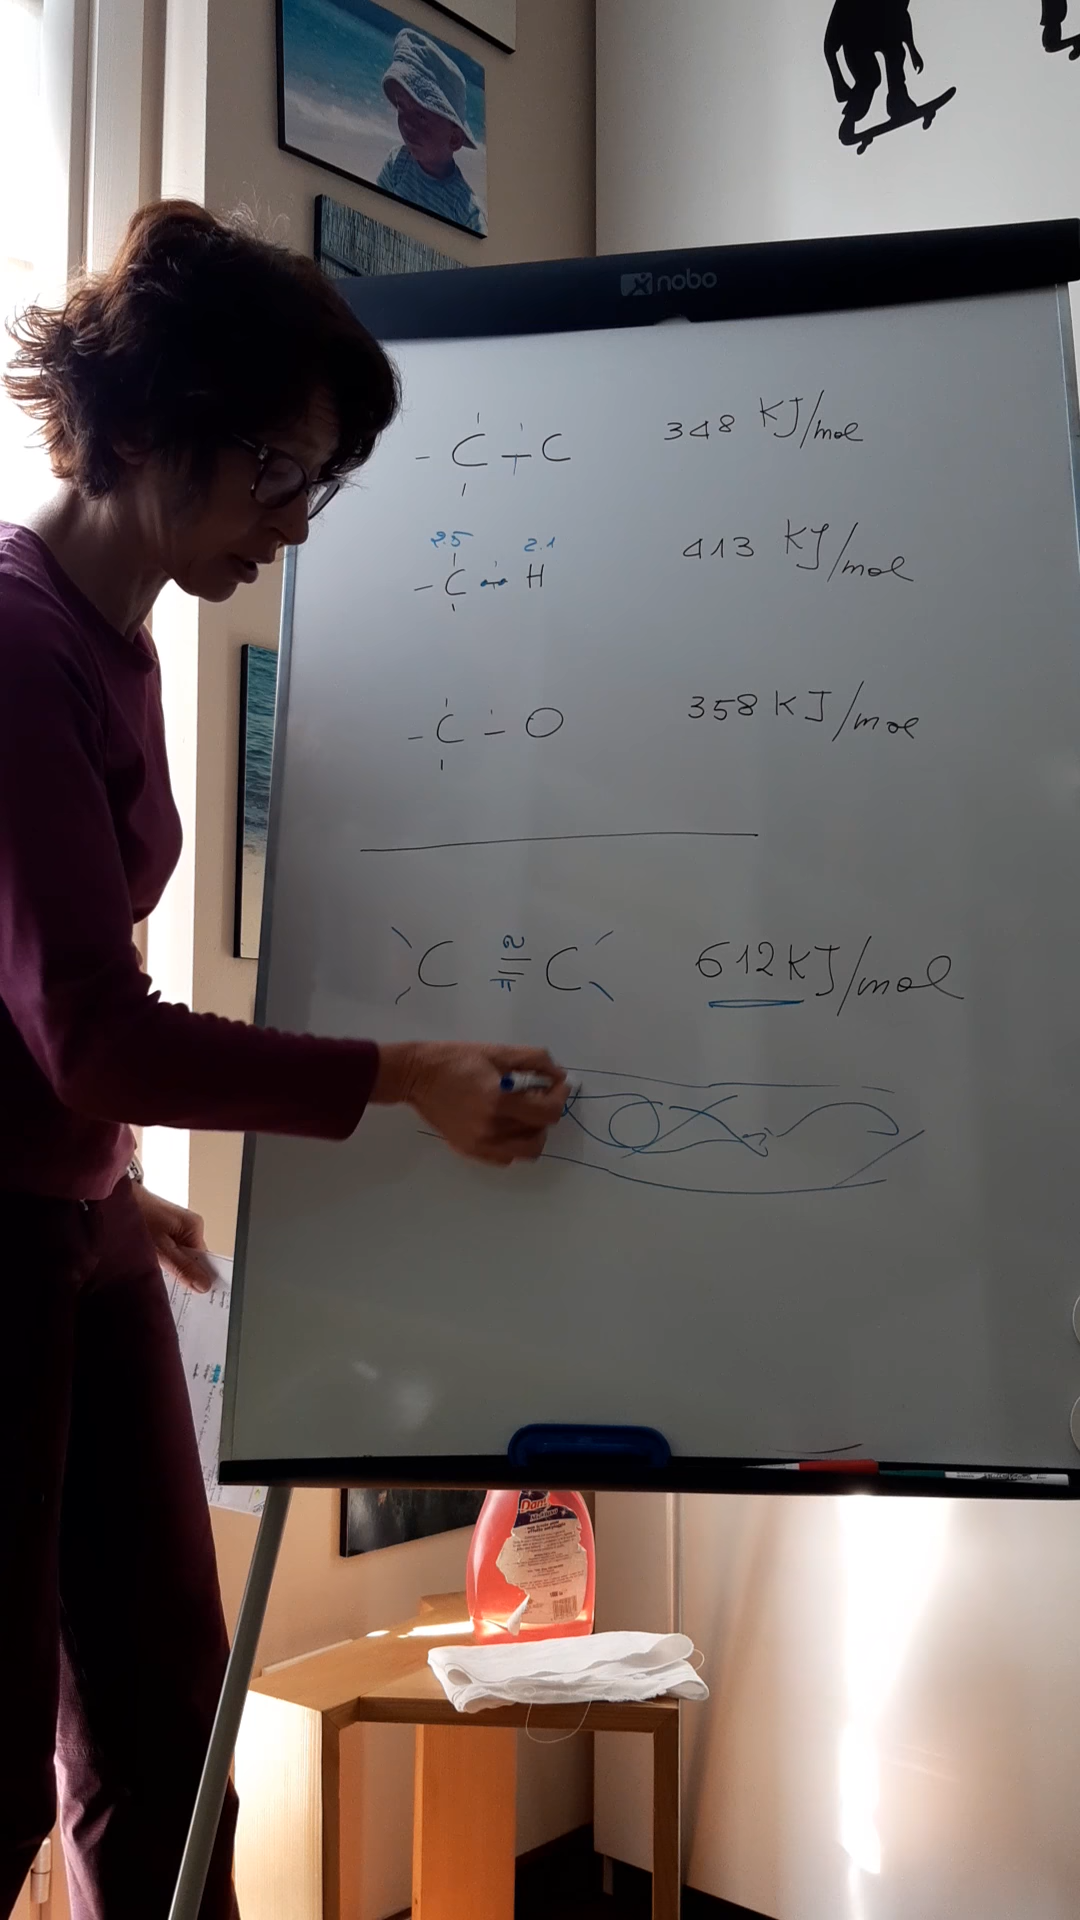 nobo
- C - C 348 KJ/mol
2.5 2.1
- C - H 413 KJ/mol
- C - O 358 KJ/mol
C = C 612 KJ/mol
π